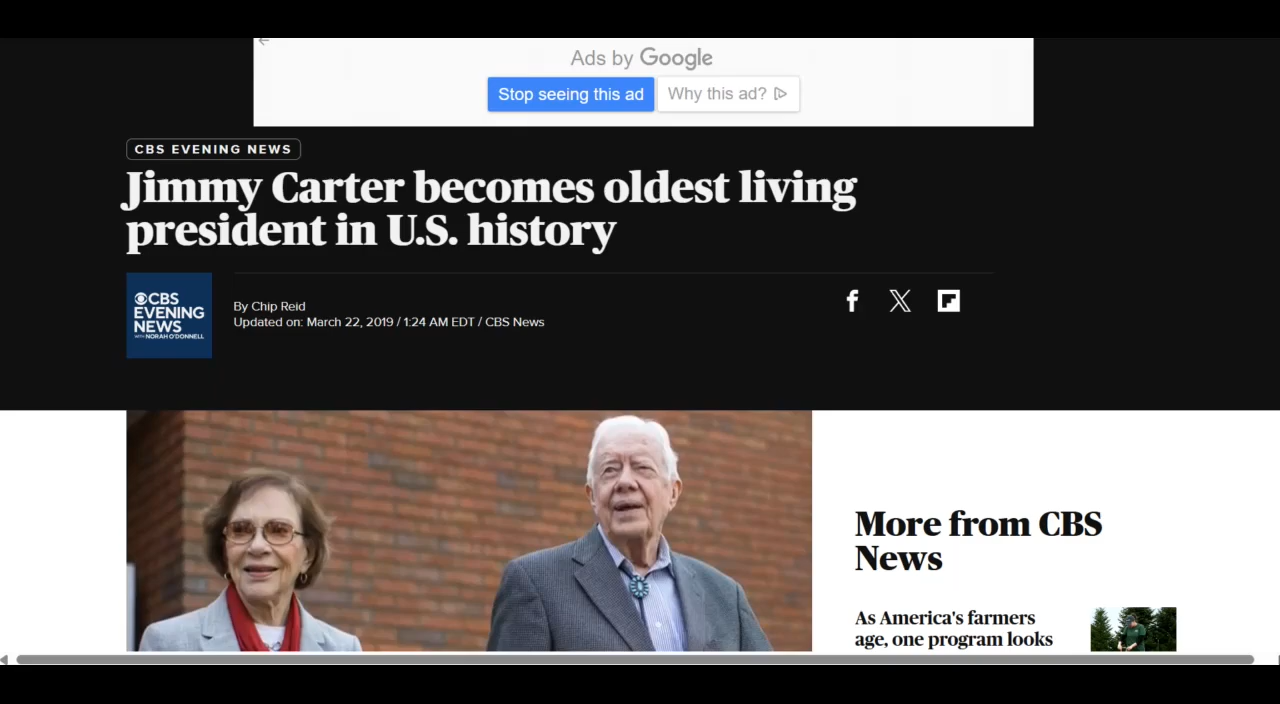 Ads by Google
Stop seeing this ad
Why this ad?
CBS EVENING NEWS
Jimmy Carter becomes oldest living
president in U.S. history
CBS
EVENING
NEWS
WITH NORAH O'DONNELL
By Chip Reid
Updated on: March 22, 2019 / 1:24 AM EDT / CBS News
More from CBS
News
As America's farmers
age, one program looks